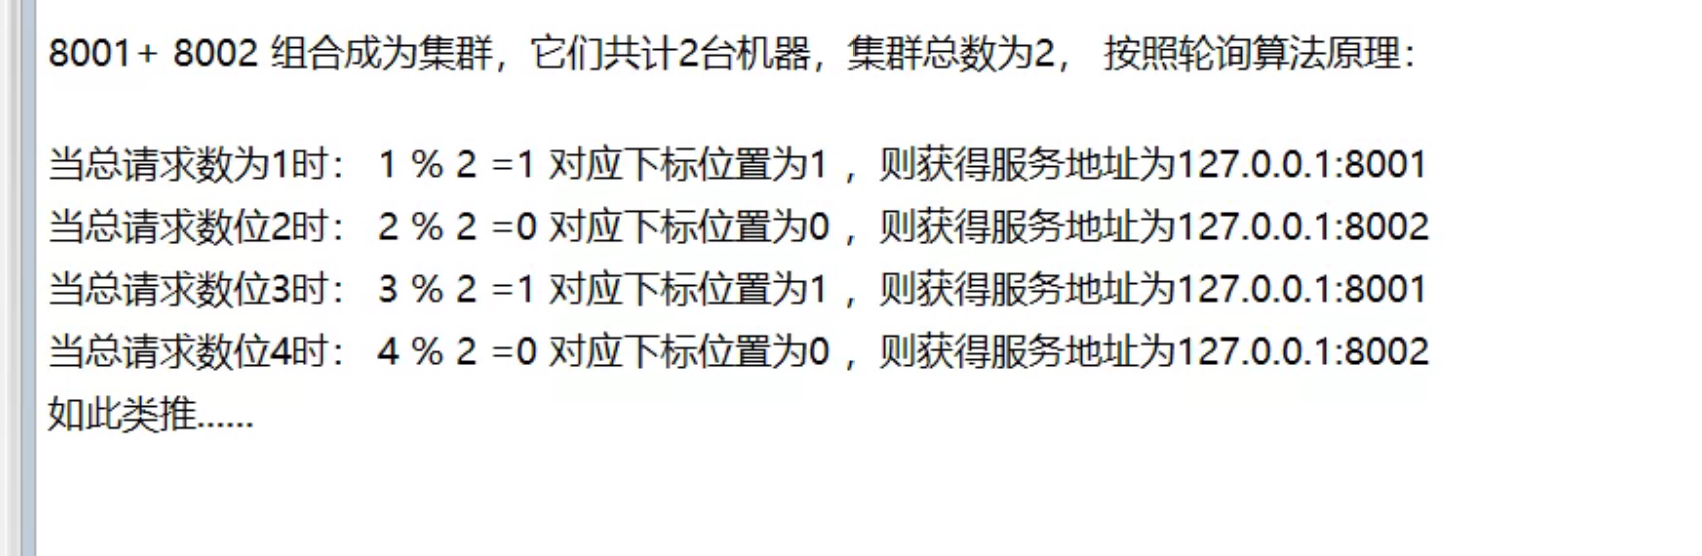 8001+ 8002 组合成为集群，它们共计2台机器，集群总数为2， 按照轮询算法原理：
当总请求数为1时： 1 % 2 =1 对应下标位置为1 ，则获得服务地址为127.0.0.1:8001
当总请求数位2时： 2 % 2 =0 对应下标位置为0 ，则获得服务地址为127.0.0.1:8002
当总请求数位3时： 3 % 2 =1 对应下标位置为1 ，则获得服务地址为127.0.0.1:8001
当总请求数位4时： 4 % 2 =0 对应下标位置为0 ，则获得服务地址为127.0.0.1:8002
如此类推......